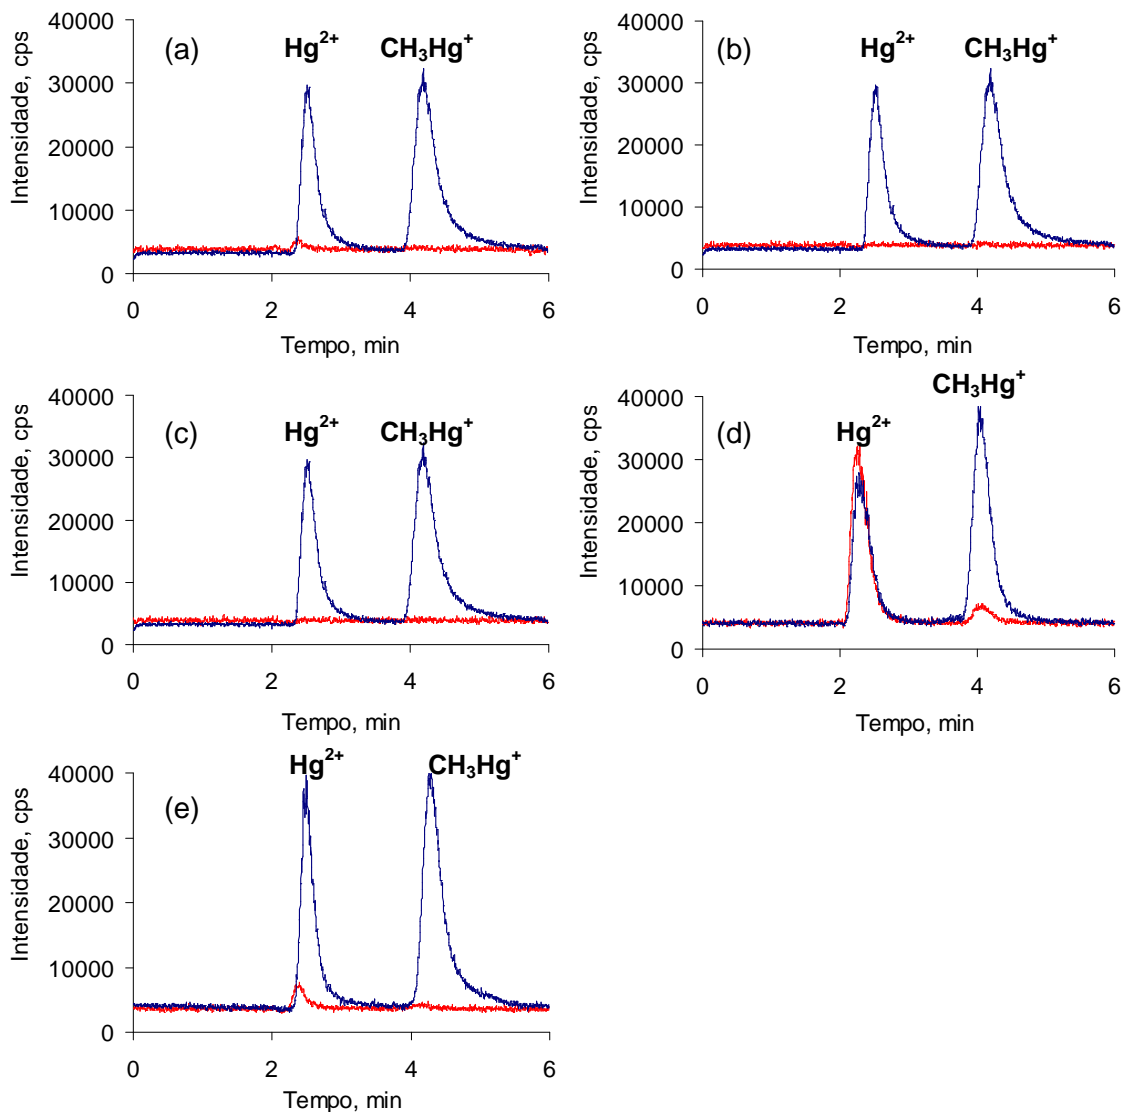 (a)
Hg²⁺
CH₃Hg⁺
Intensidade, cps
40000
30000
20000
10000
0
0 2 4 6
Tempo, min
(b)
Hg²⁺
CH₃Hg⁺
Intensidade, cps
40000
30000
20000
10000
0
0 2 4 6
Tempo, min
(c)
Hg²⁺
CH₃Hg⁺
Intensidade, cps
40000
30000
20000
10000
0
0 2 4 6
Tempo, min
(d)
Hg²⁺
CH₃Hg⁺
Intensidade, cps
40000
30000
20000
10000
0
0 2 4 6
Tempo, min
(e)
Hg²⁺
CH₃Hg⁺
Intensidade, cps
40000
30000
20000
10000
0
0 2 4 6
Tempo, min